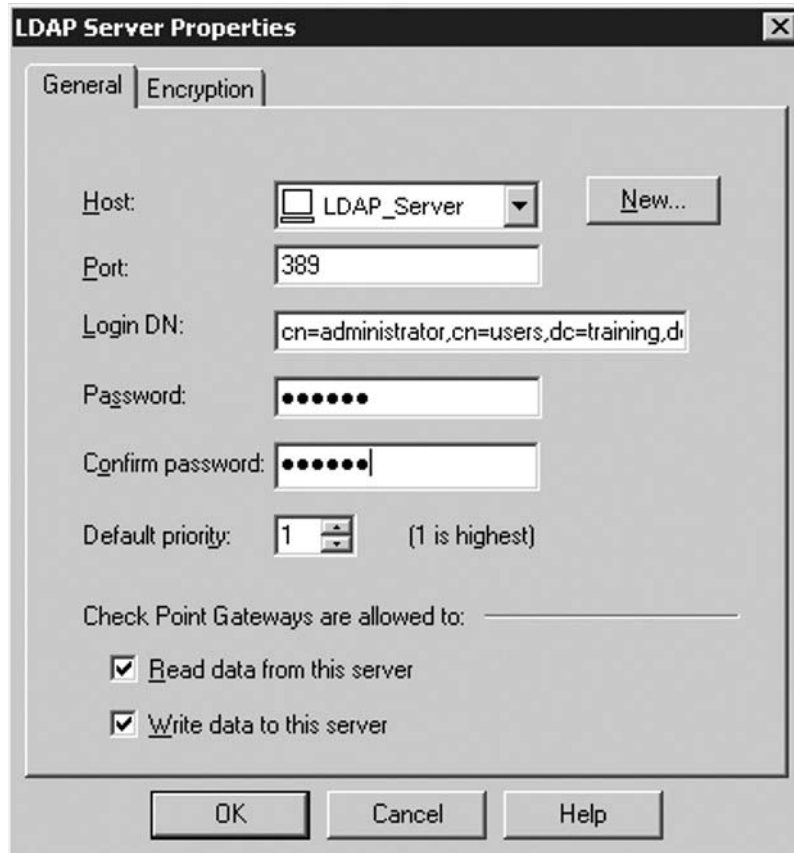 LDAP Server Properties
General Encryption
Host: LDAP_Server New...
Port: 389
Login DN: cn=administrator,cn=users,dc=training,d
Password: ●●●●●●
Confirm password: ●●●●●●
Default priority: 1 (1 is highest)
Check Point Gateways are allowed to:
Read data from this server
Write data to this server
OK Cancel Help